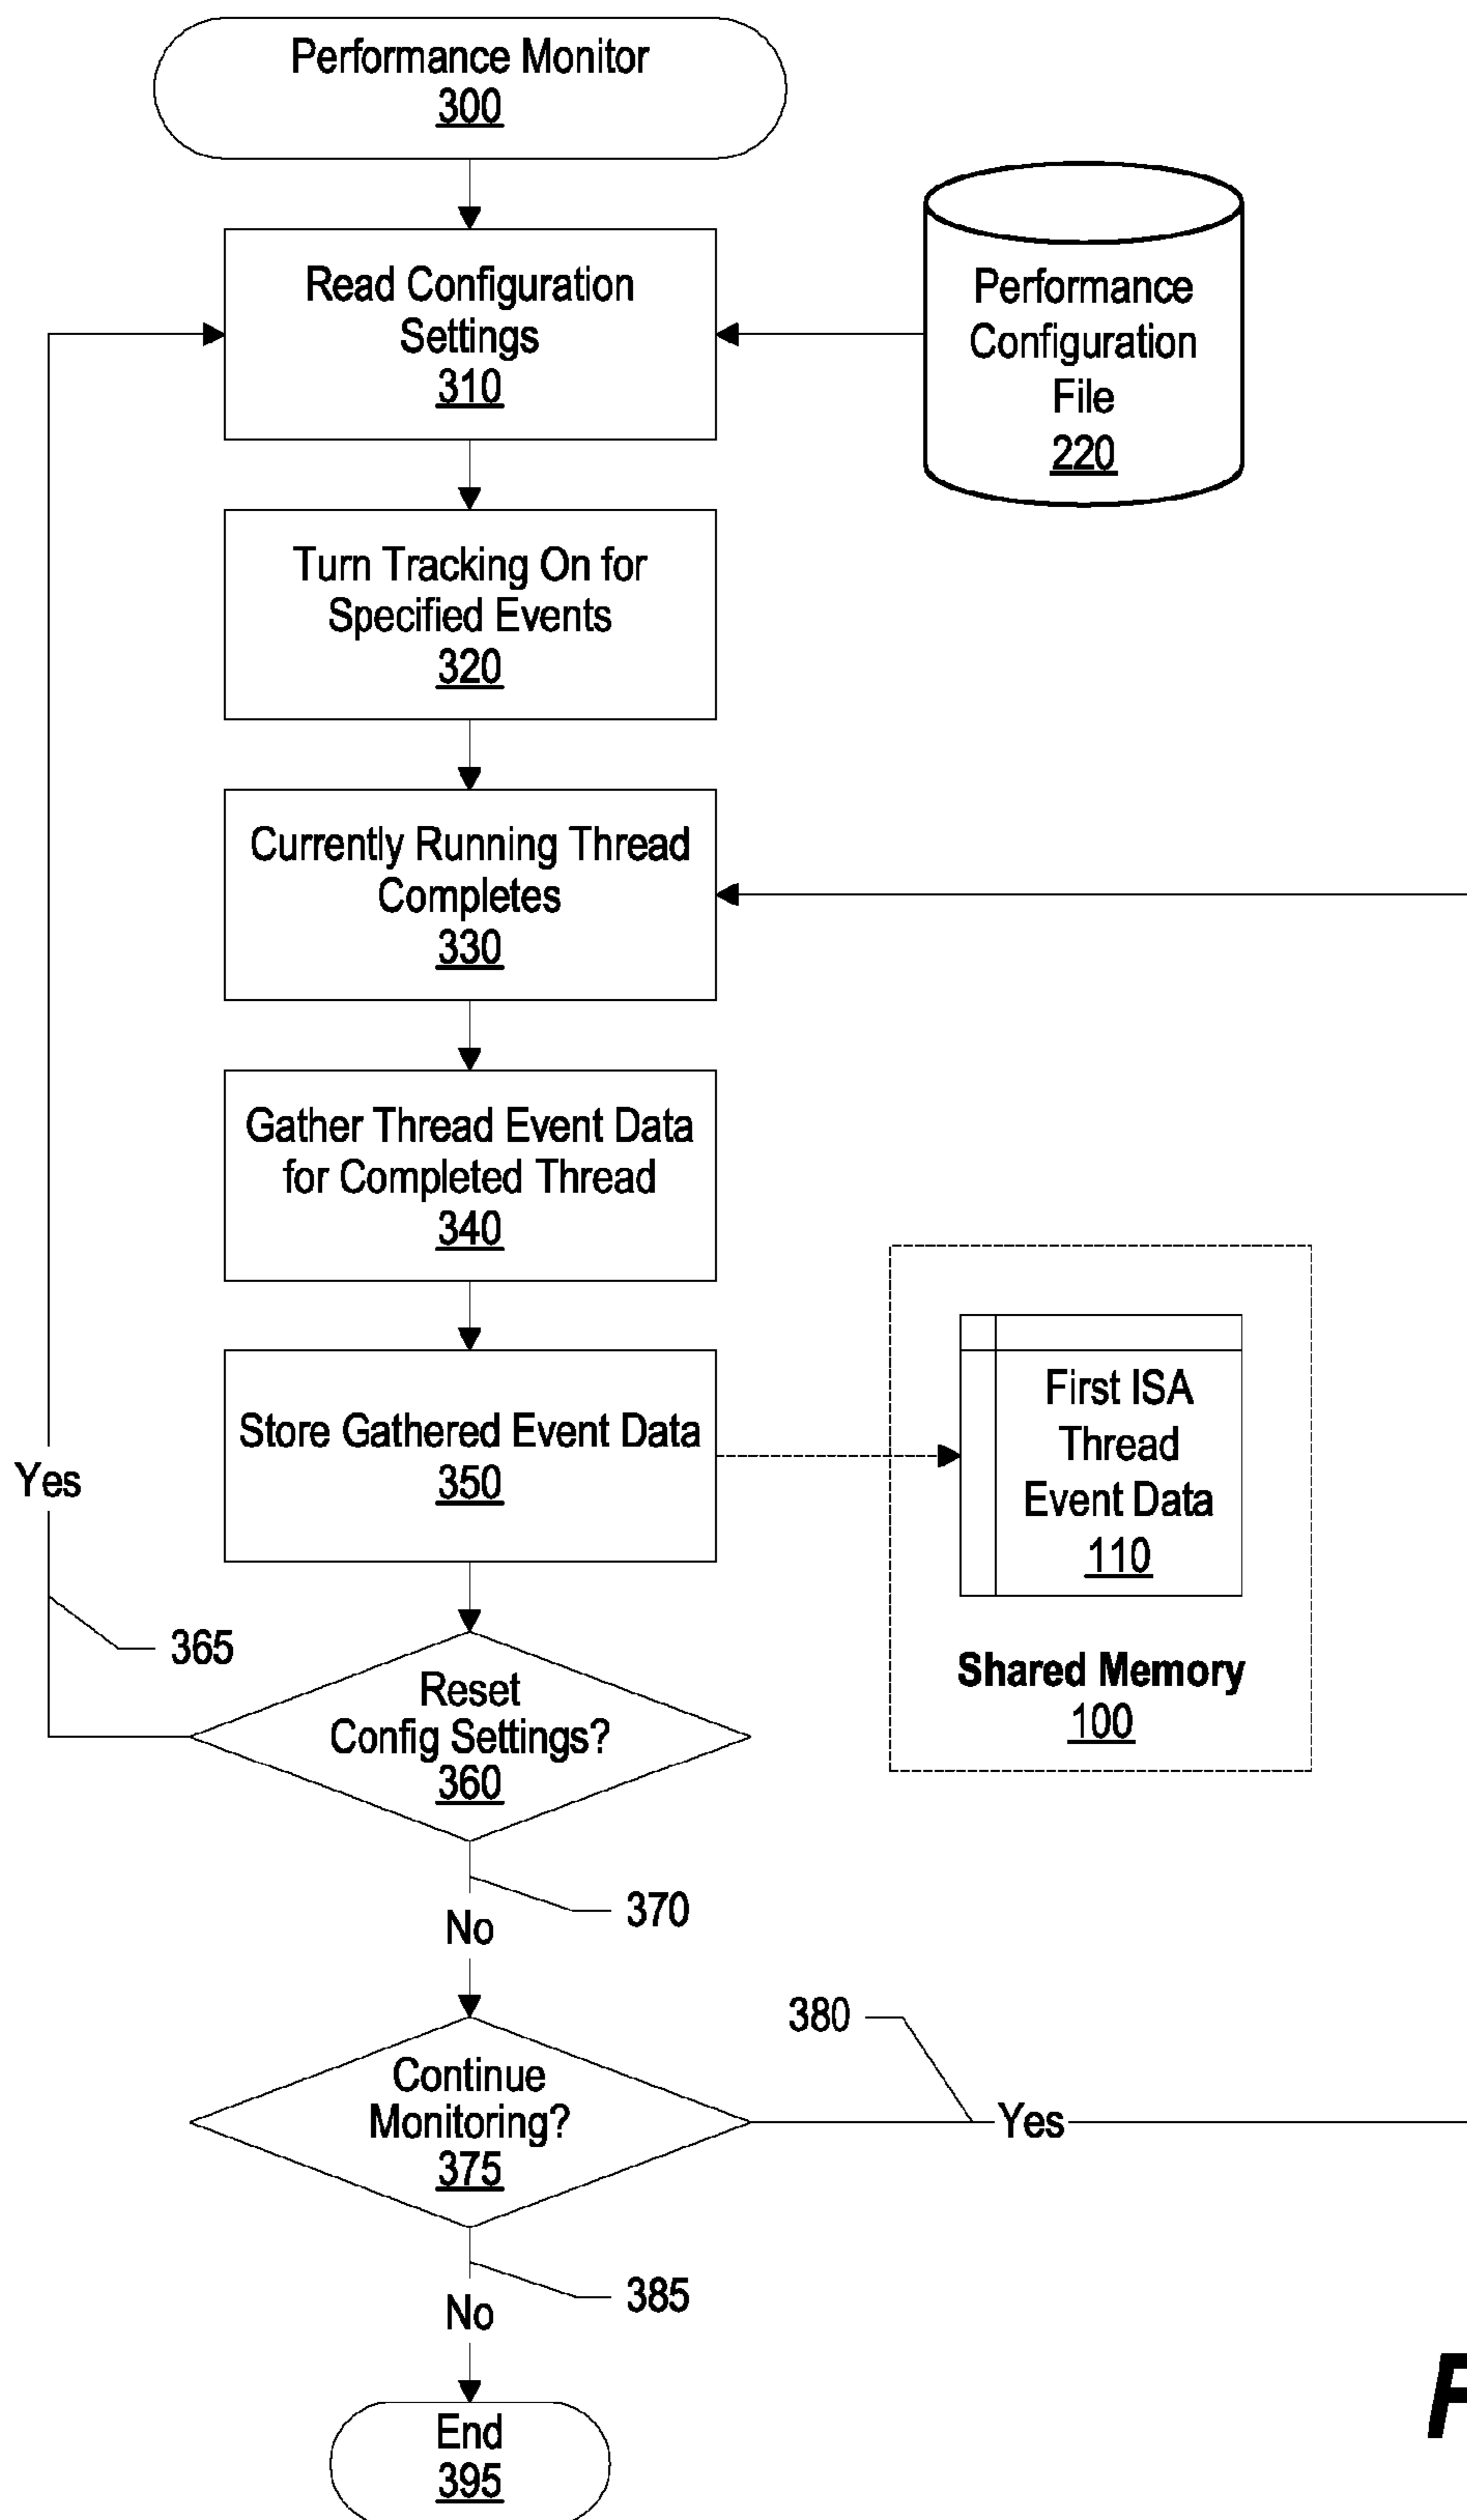 Performance Monitor
300
Read Configuration
Settings
310
Performance
Configuration
File
220
Turn Tracking On for
Specified Events
320
Currently Running Thread
Completes
330
Gather Thread Event Data
for Completed Thread
340
Store Gathered Event Data
350
First ISA
Thread
Event Data
110
Shared Memory
100
Yes
365
Reset
Config Settings?
360
370
No
380
Continue
Monitoring?
375
Yes
385
No
End
395